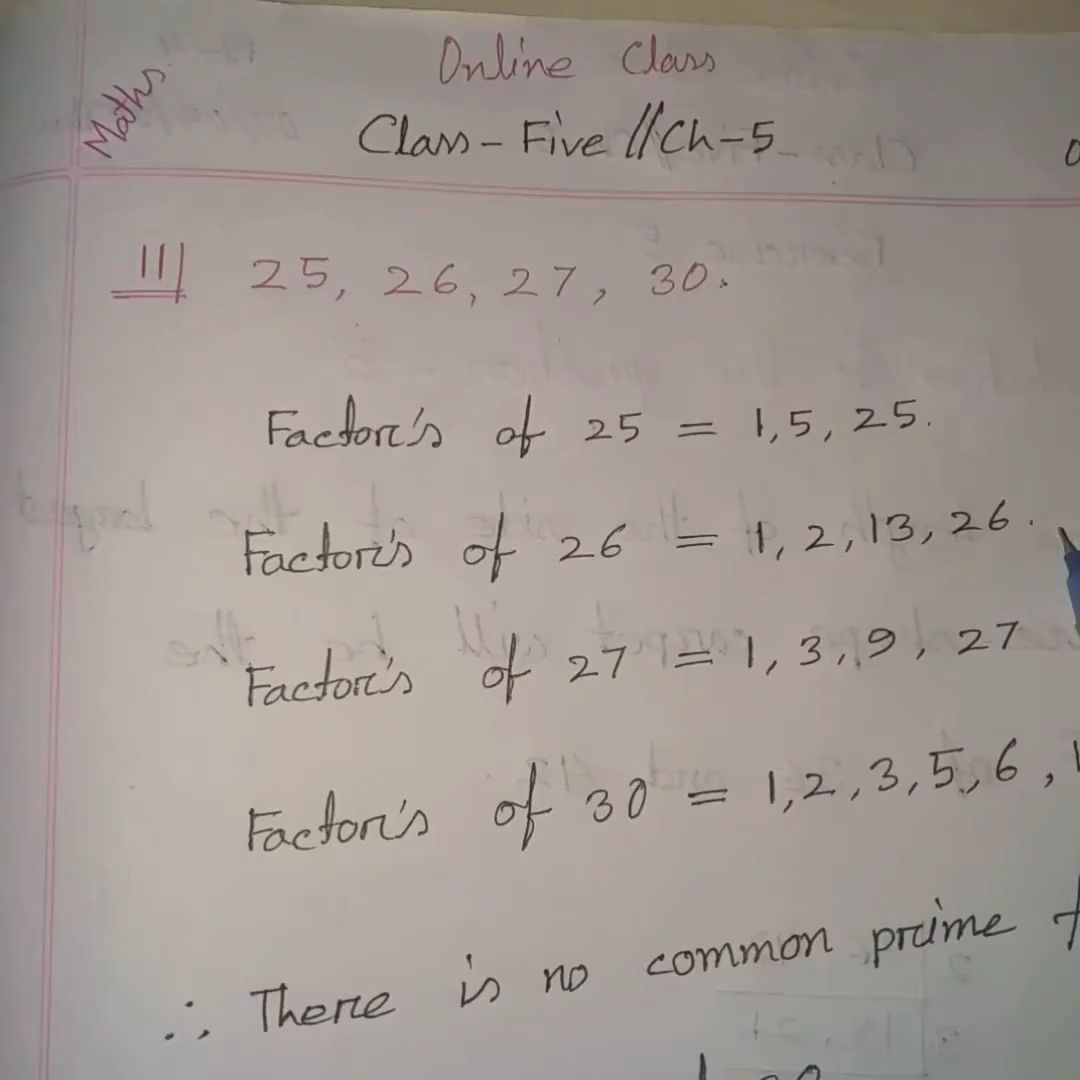 Maths.
Online Class
Class-Five // Ch-5
11) 25, 26, 27, 30.
Factor's of 25 = 1,5, 25.
Factor's of 26 = 1, 2, 13, 26.
Factor's of 27 = 1, 3, 9, 27
Factor's of 30 = 1,2,3,5,6,
∴ There is no common prime